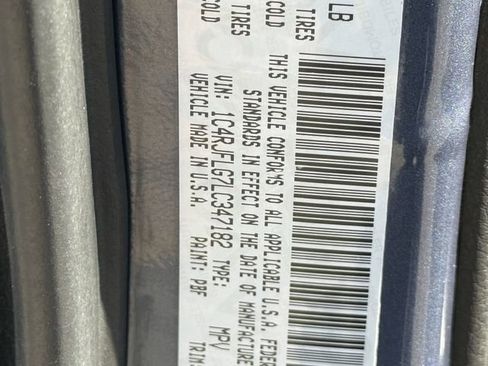 LB
TIRES
COLD
THIS VEHICLE CONFORMS TO ALL APPLICABLE U.S.A. FEDER
STANDARDS IN EFFECT ON THE DATE OF MANUFACTURE
VIN: 1C4RJFLG7LC347182 TYPE: MPV
VEHICLE MADE IN U.S.A PAINT: PBF TRIM:
TIRES
COLD